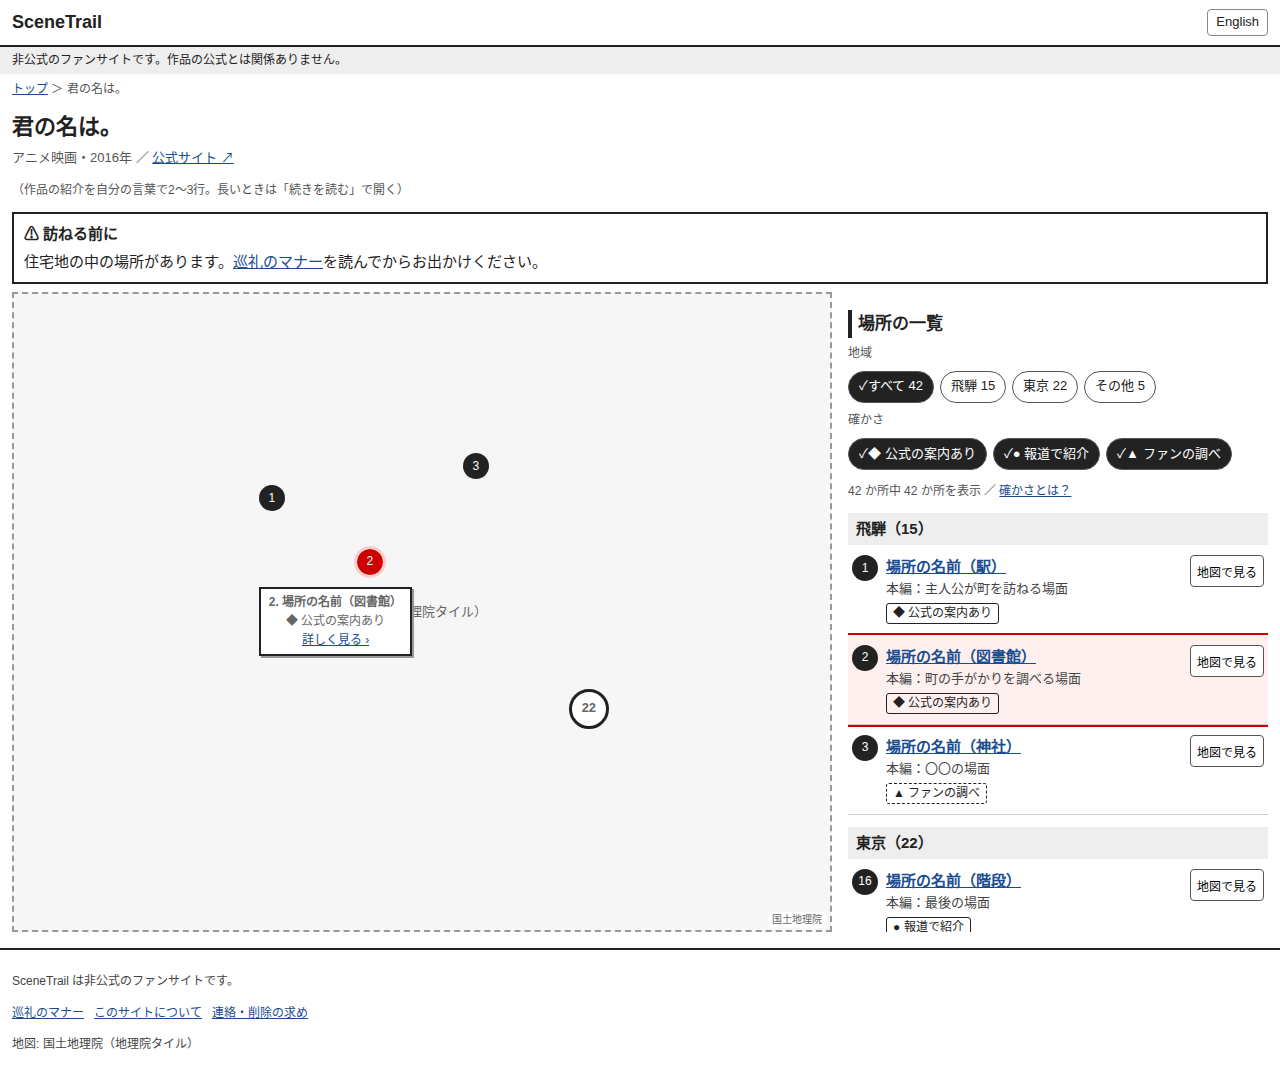 SceneTrail
English
非公式のファンサイトです。作品の公式とは関係ありません。
トップ ＞ 君の名は。
君の名は。
アニメ映画・2016年 ／ 公式サイト ↗
（作品の紹介を自分の言葉で2〜3行。長いときは「続きを読む」で開く）
⚠ 訪ねる前に
住宅地の中の場所があります。巡礼のマナーを読んでからお出かけください。
3
1
2
2. 場所の名前（図書館）
◆ 公式の案内あり
詳しく見る ›
理院タイル）
22
国土地理院
場所の一覧
地域
✓すべて 42
飛騨 15
東京 22
その他 5
確かさ
✓◆ 公式の案内あり
✓● 報道で紹介
✓▲ ファンの調べ
42 か所中 42 か所を表示 ／ 確かさとは？
飛騨（15）
1
場所の名前（駅）
地図で見る
本編：主人公が町を訪ねる場面
◆ 公式の案内あり
2
場所の名前（図書館）
地図で見る
本編：町の手がかりを調べる場面
◆ 公式の案内あり
3
場所の名前（神社）
地図で見る
本編：〇〇の場面
▲ ファンの調べ
東京（22）
16
場所の名前（階段）
地図で見る
本編：最後の場面
● 報道で紹介
SceneTrail は非公式のファンサイトです。
巡礼のマナー このサイトについて 連絡・削除の求め
地図: 国土地理院（地理院タイル）